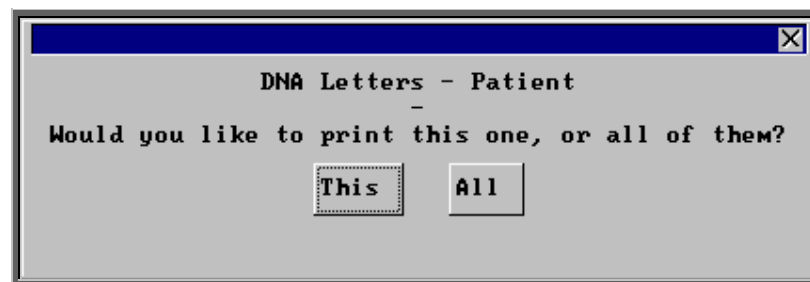 DNA Letters - Patient
-
Would you like to print this one, or all of them?
This All